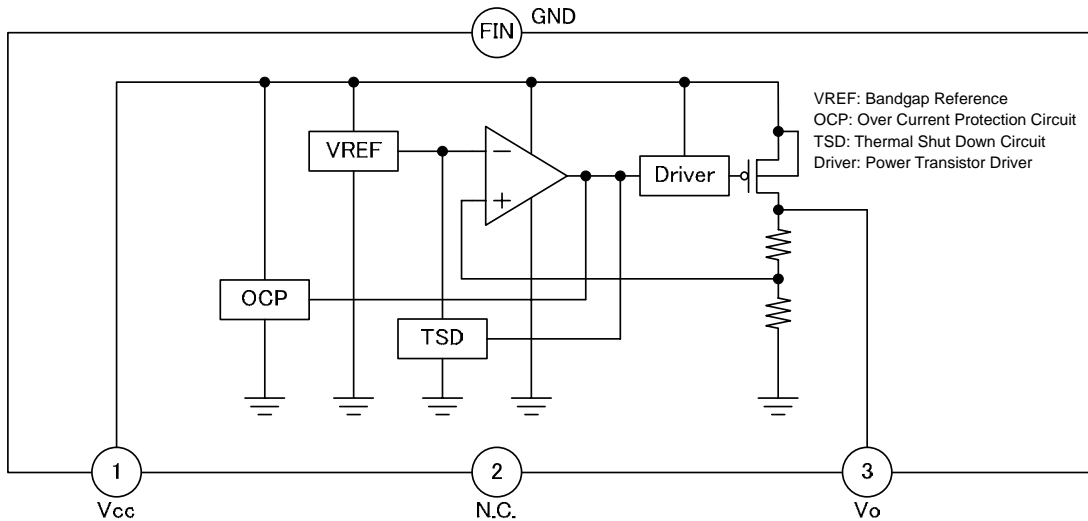 FIN GND
VREF: Bandgap Reference
OCP: Over Current Protection Circuit
TSD: Thermal Shut Down Circuit
Driver: Power Transistor Driver
VREF
−
+
Driver
OCP
TSD
1
2
3
Vcc
N.C.
Vo